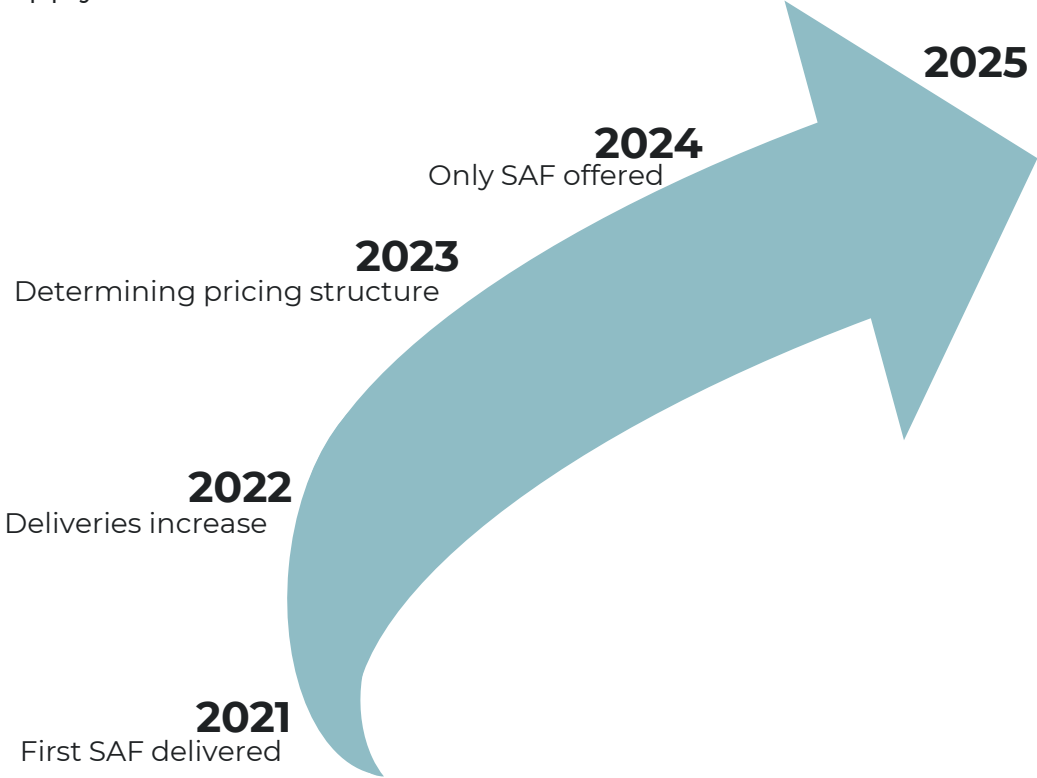 2025
2024
Only SAF offered
2023
Determining pricing structure
2022
Deliveries increase
2021
First SAF delivered